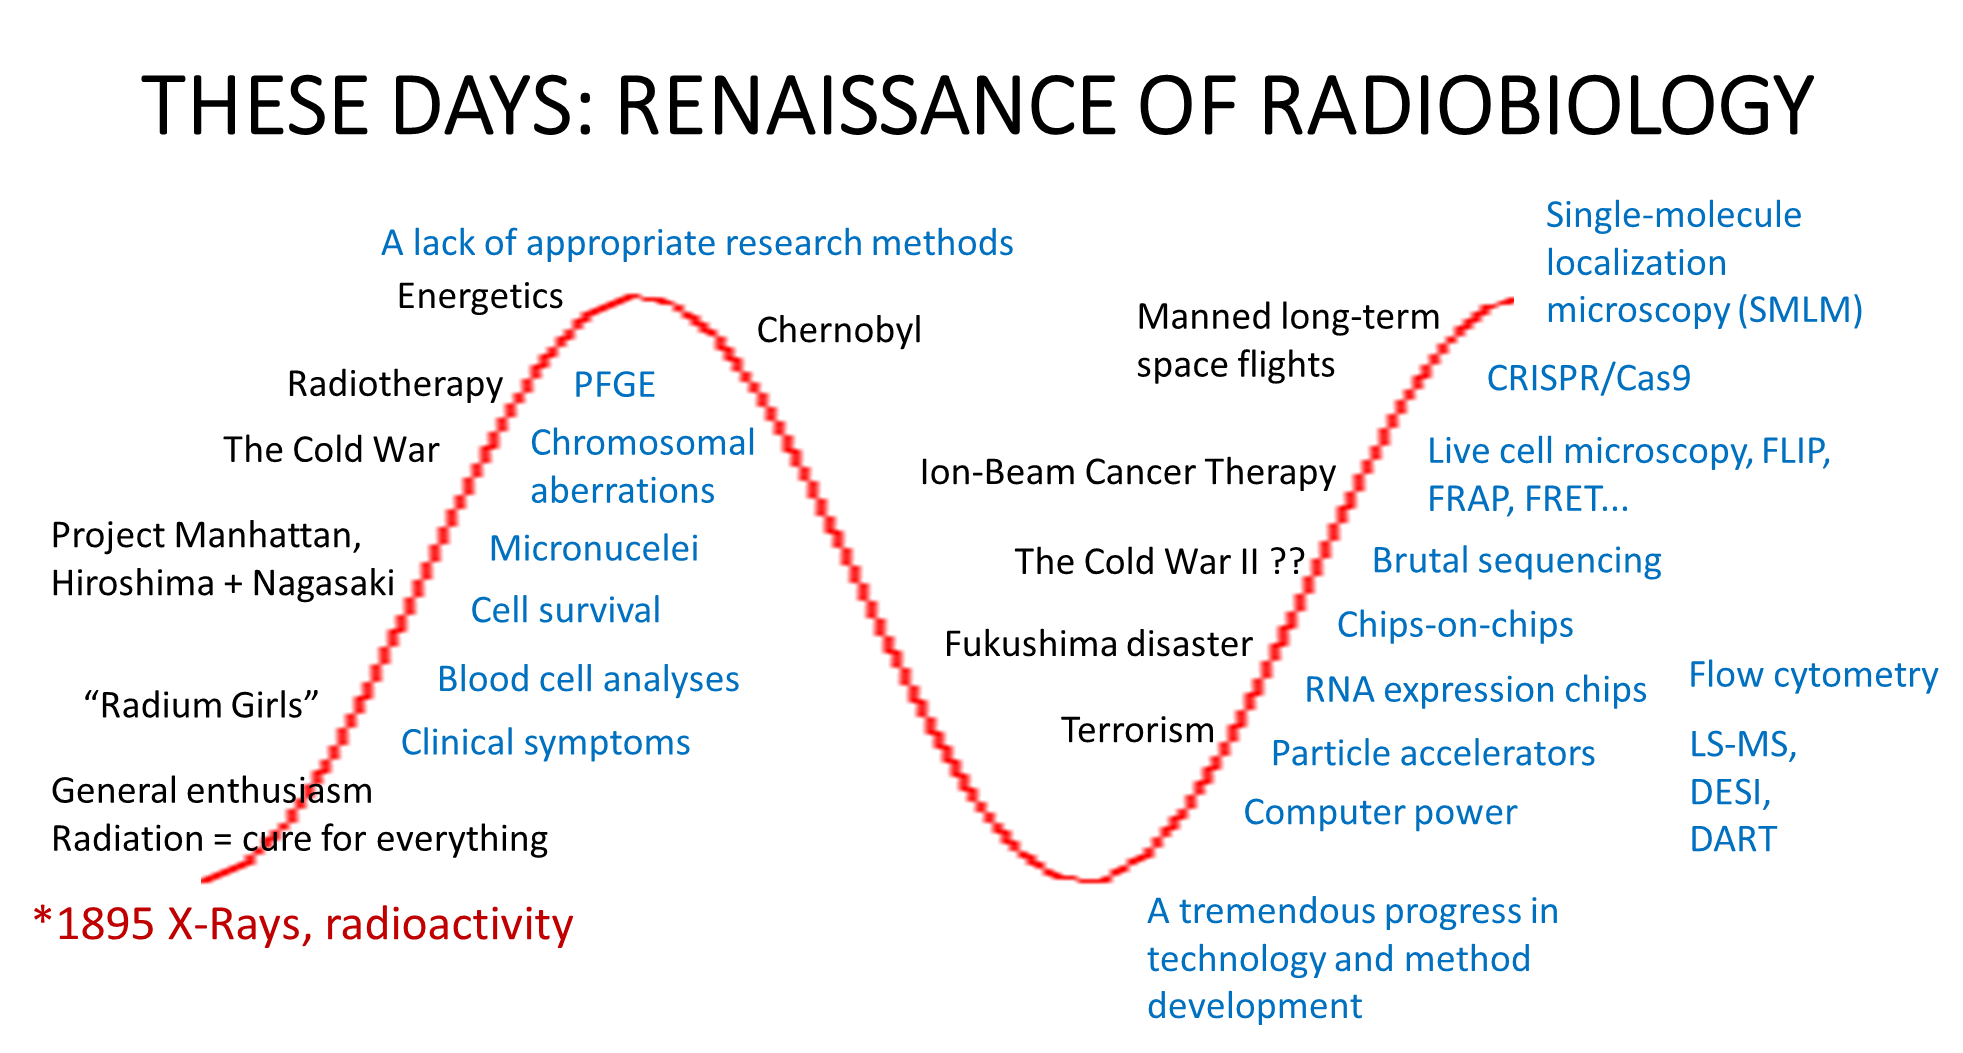 THESE DAYS: RENAISSANCE OF RADIOBIOLOGY
A lack of appropriate research methods
Energetics
Chernobyl
Radiotherapy
PFGE
The Cold War
Chromosomal
aberrations
Project Manhattan,
Hiroshima + Nagasaki
Micronucelei
Cell survival
“Radium Girls”
Blood cell analyses
Clinical symptoms
General enthusiasm
Radiation = cure for everything
*1895 X-Rays, radioactivity
Single-molecule
localization
microscopy (SMLM)
Manned long-term
space flights
CRISPR/Cas9
Ion-Beam Cancer Therapy
Live cell microscopy, FLIP,
FRAP, FRET...
The Cold War II ??
Brutal sequencing
Fukushima disaster
Chips-on-chips
RNA expression chips
Flow cytometry
Terrorism
Particle accelerators
LS-MS,
DESI,
DART
Computer power
A tremendous progress in
technology and method
development